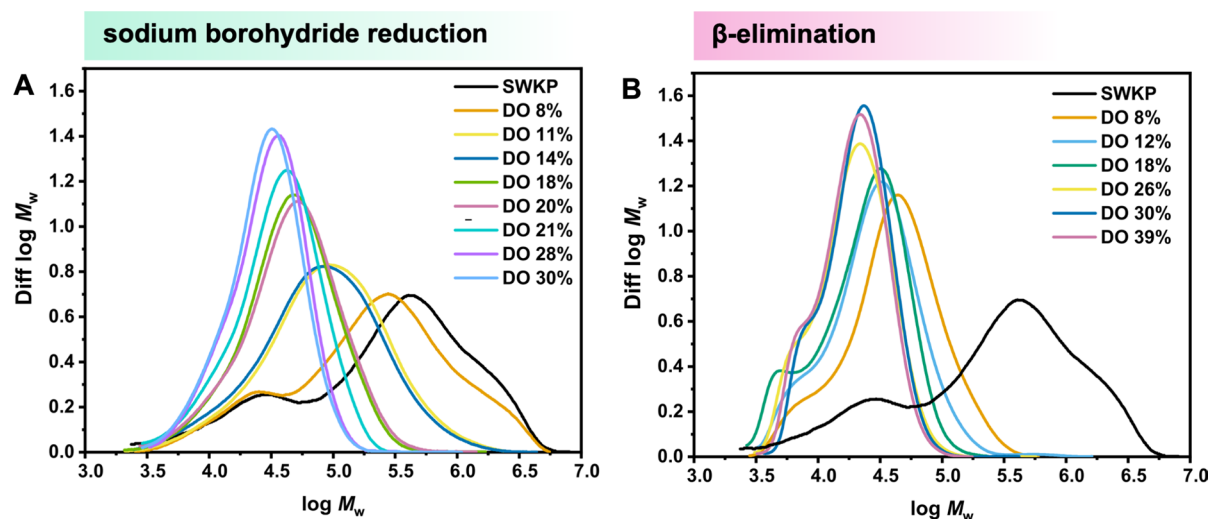 sodium borohydride reduction
β-elimination
A
SWKP
DO 8%
DO 11%
DO 14%
DO 18%
DO 20%
DO 21%
DO 28%
DO 30%
1.6
1.4
1.2
1.0
0.8
0.6
0.4
0.2
0.0
Diff log Mw
3.0 3.5 4.0 4.5 5.0 5.5 6.0 6.5 7.0
log Mw
B
SWKP
DO 8%
DO 12%
DO 18%
DO 26%
DO 30%
DO 39%
1.6
1.4
1.2
1.0
0.8
0.6
0.4
0.2
0.0
Diff log Mw
3.0 3.5 4.0 4.5 5.0 5.5 6.0 6.5 7.0
log Mw